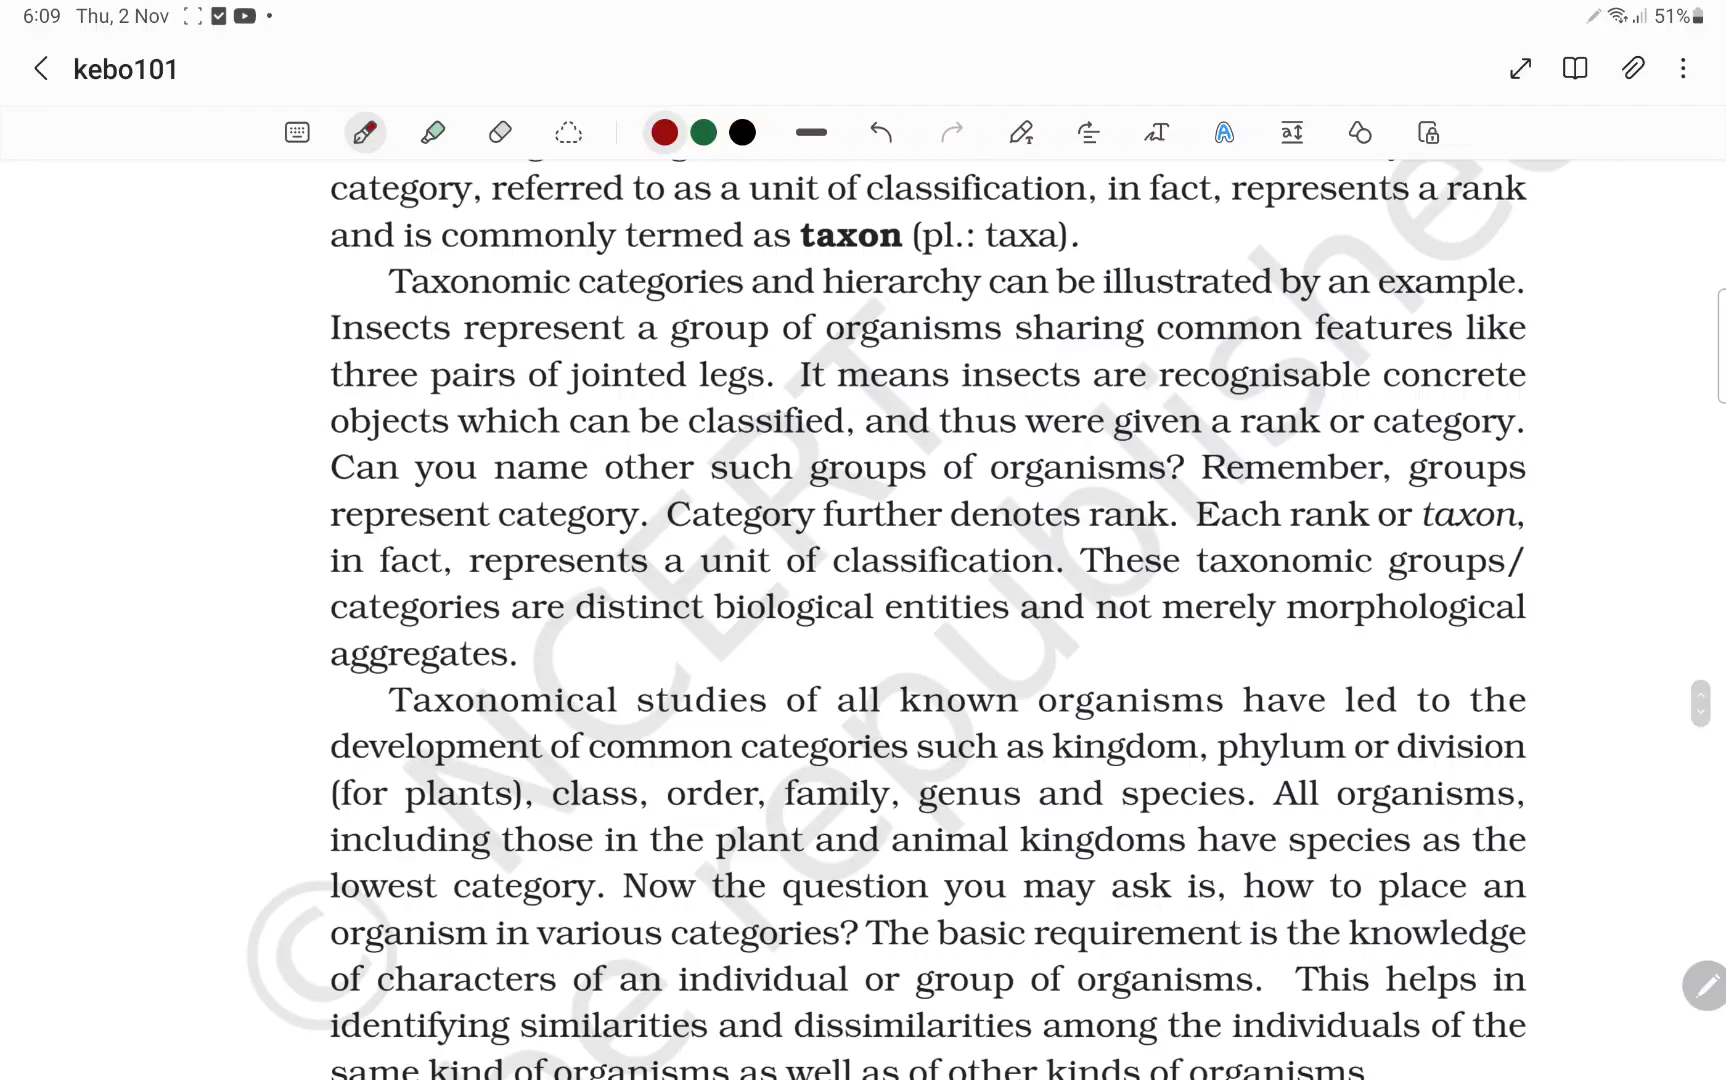 6:09 Thu, 2 Nov
51%
kebo101
category, referred to as a unit of classification, in fact, represents a rank
and is commonly termed as taxon (pl.: taxa).
Taxonomic categories and hierarchy can be illustrated by an example.
Insects represent a group of organisms sharing common features like
three pairs of jointed legs. It means insects are recognisable concrete
objects which can be classified, and thus were given a rank or category.
Can you name other such groups of organisms? Remember, groups
represent category. Category further denotes rank. Each rank or taxon,
in fact, represents a unit of classification. These taxonomic groups/
categories are distinct biological entities and not merely morphological
aggregates.
Taxonomical studies of all known organisms have led to the
development of common categories such as kingdom, phylum or division
(for plants), class, order, family, genus and species. All organisms,
including those in the plant and animal kingdoms have species as the
lowest category. Now the question you may ask is, how to place an
organism in various categories? The basic requirement is the knowledge
of characters of an individual or group of organisms. This helps in
identifying similarities and dissimilarities among the individuals of the
same kind of organisms as well as of other kinds of organisms.
© NCERT
be republished